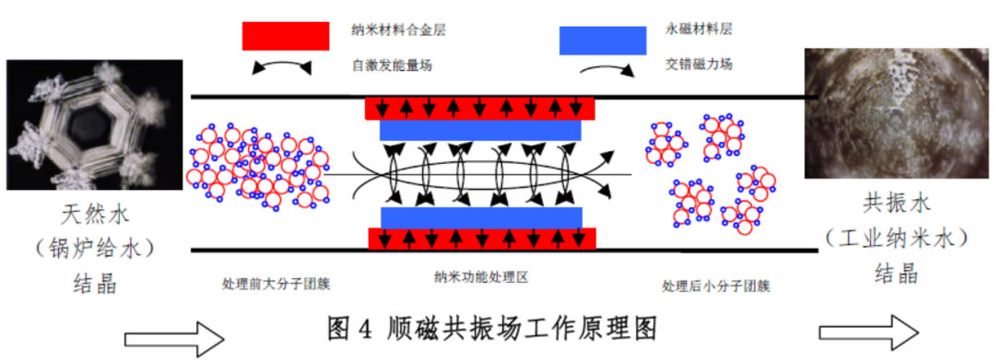 纳米材料合金层
永磁材料层
自激发能量场
交错磁力场
天然水
（锅炉给水）
结晶
共振水
（工业纳米水）
结晶
处理前大分子团簇
纳米功能处理区
处理后小分子团簇
图4 顺磁共振场工作原理图